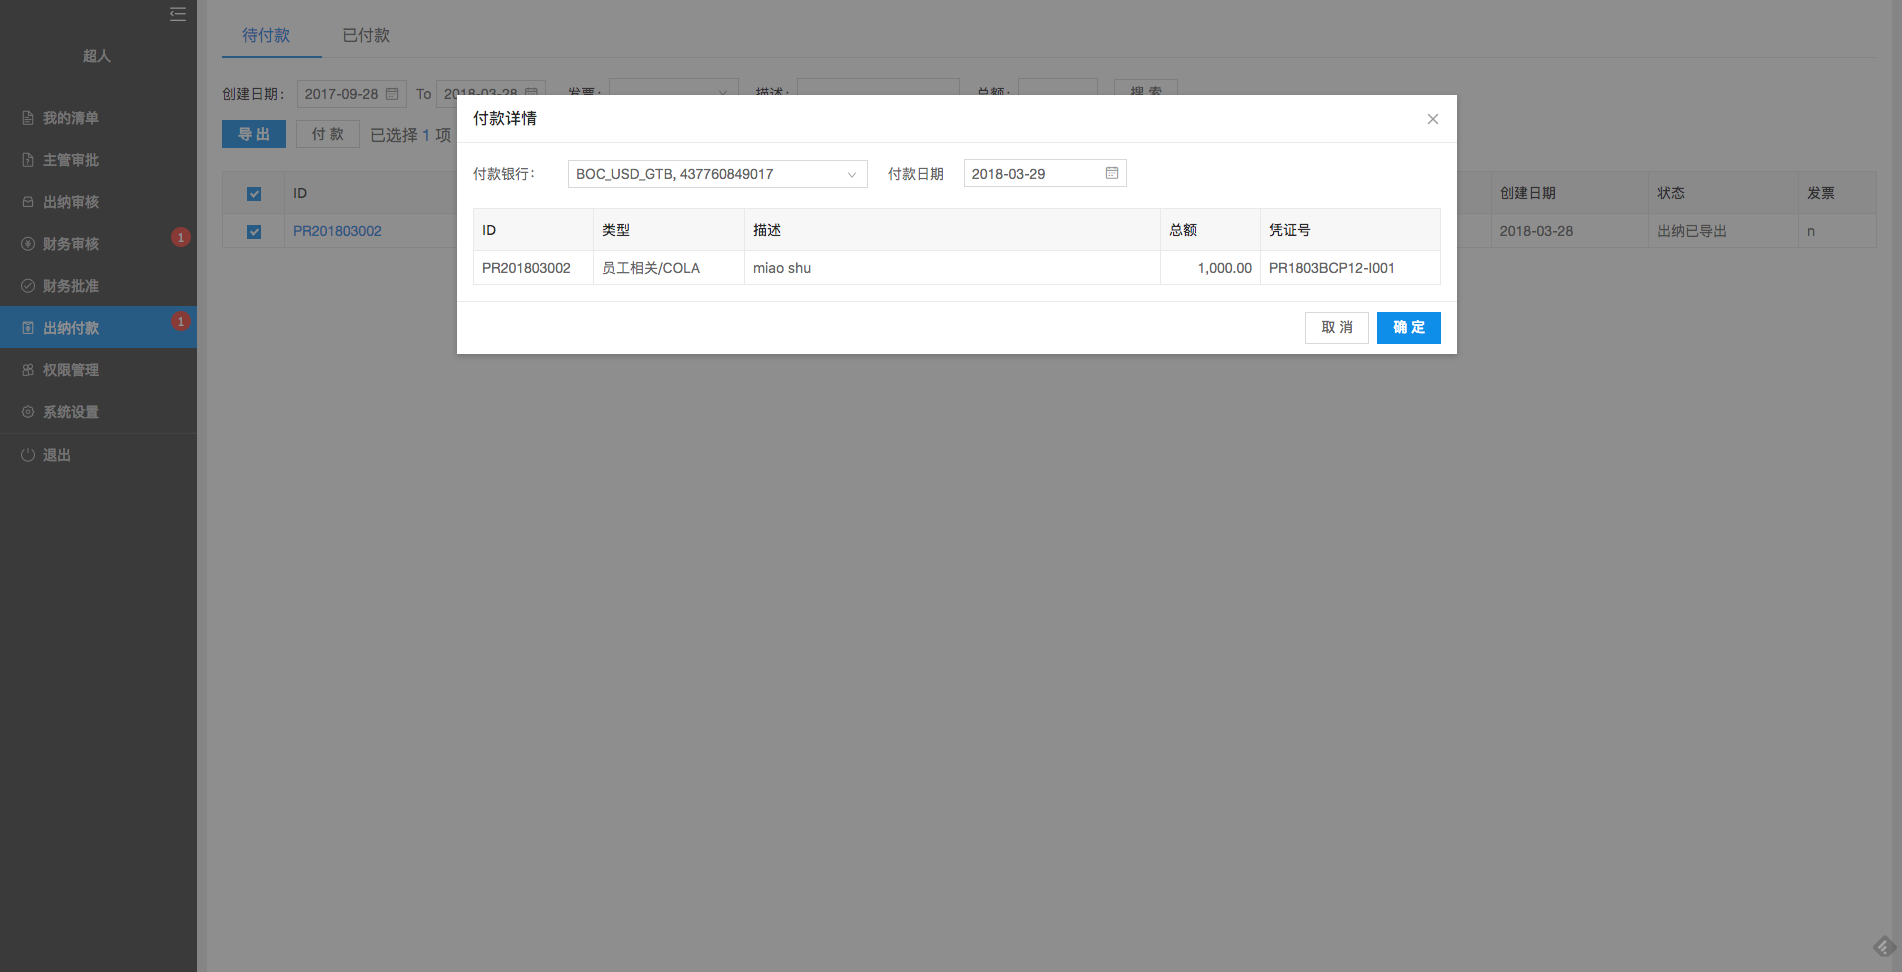 超人
我的清单
主管审批
出纳审核
财务审核 1
财务批准
出纳付款 1
权限管理
系统设置
退出
待付款 已付款
创建日期： 2017-09-28 To 2018-03-28 发票： 描述： 总额： 搜 索
导 出 付 款 已选择 1 项
ID 创建日期 状态 发票
PR201803002 2018-03-28 出纳已导出 n
付款详情
付款银行： BOC_USD_GTB, 437760849017 付款日期 2018-03-29
ID 类型 描述 总额 凭证号
PR201803002 员工相关/COLA miao shu 1,000.00 PR1803BCP12-I001
取 消 确 定